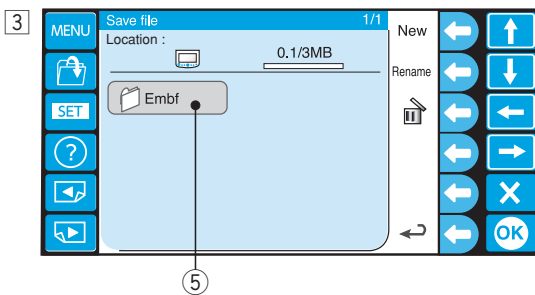 3
MENU
Save file 1/1
New
Location :
0.1/3MB
Rename
Embf
SET
?
OK
5